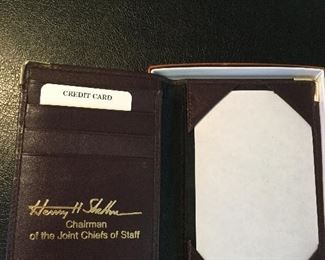 CREDIT CARD
Henry H Shelton
Chairman
of the Joint Chiefs of Staff